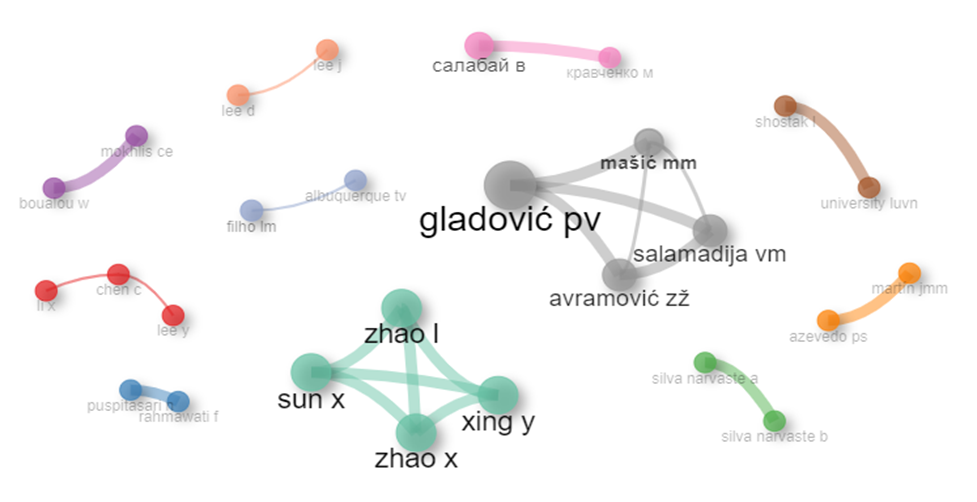 lee j
салабай в
кравченко м
lee d
shostak l
mokhlis ce
mašić mm
boualou w
albuquerque tv
university luvn
filho lm
gladović pv
salamadija vm
li x
chen c
martin jmm
avramović zž
lee y
zhao l
azevedo ps
silva narvaste a
sun x
puspitasari
rahmawati f
xing y
silva narvaste b
zhao x